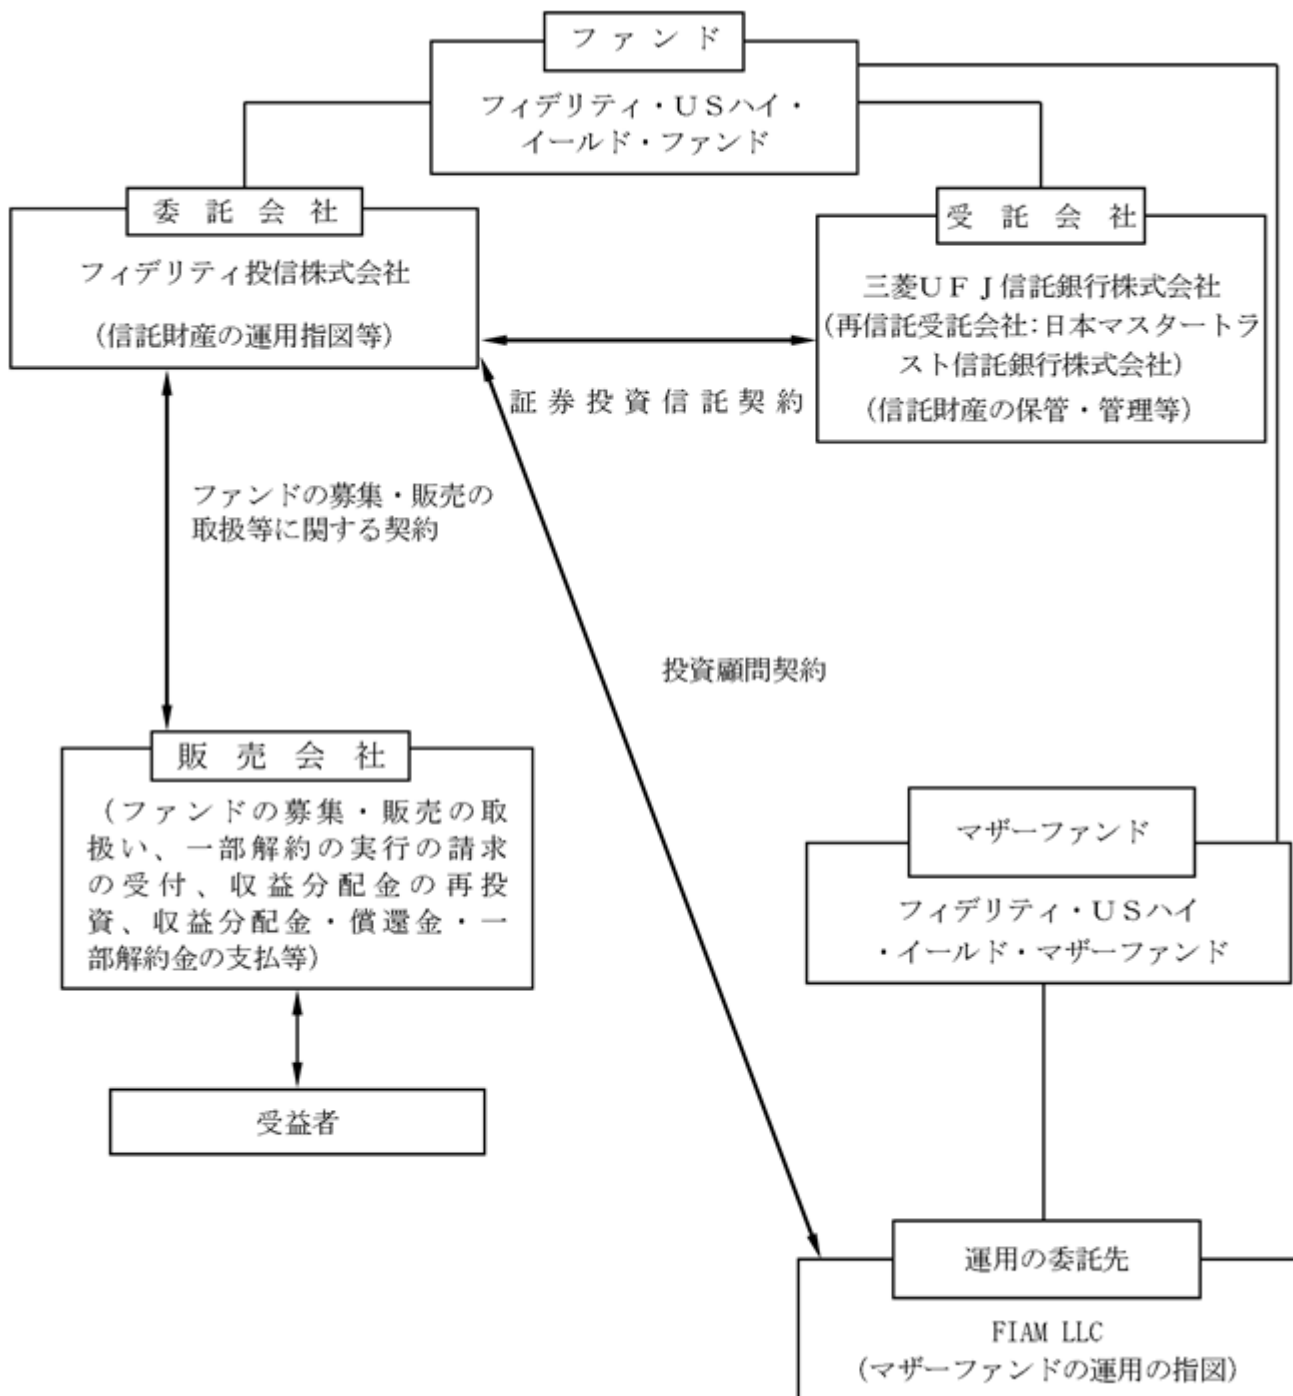 ファンド
フィデリティ・ＵＳハイ・
イールド・ファンド
委託会社
フィデリティ投信株式会社
（信託財産の運用指図等）
受託会社
三菱ＵＦＪ信託銀行株式会社
（再信託受託会社：日本マスタートラ
スト信託銀行株式会社）
（信託財産の保管・管理等）
証券投資信託契約
ファンドの募集・販売の
取扱等に関する契約
投資顧問契約
販売会社
（ファンドの募集・販売の取
扱い、一部解約の実行の請求
の受付、収益分配金の再投
資、収益分配金・償還金・一
部解約金の支払等）
マザーファンド
フィデリティ・ＵＳハイ
・イールド・マザーファンド
受益者
運用の委託先
FIAM LLC
（マザーファンドの運用の指図）